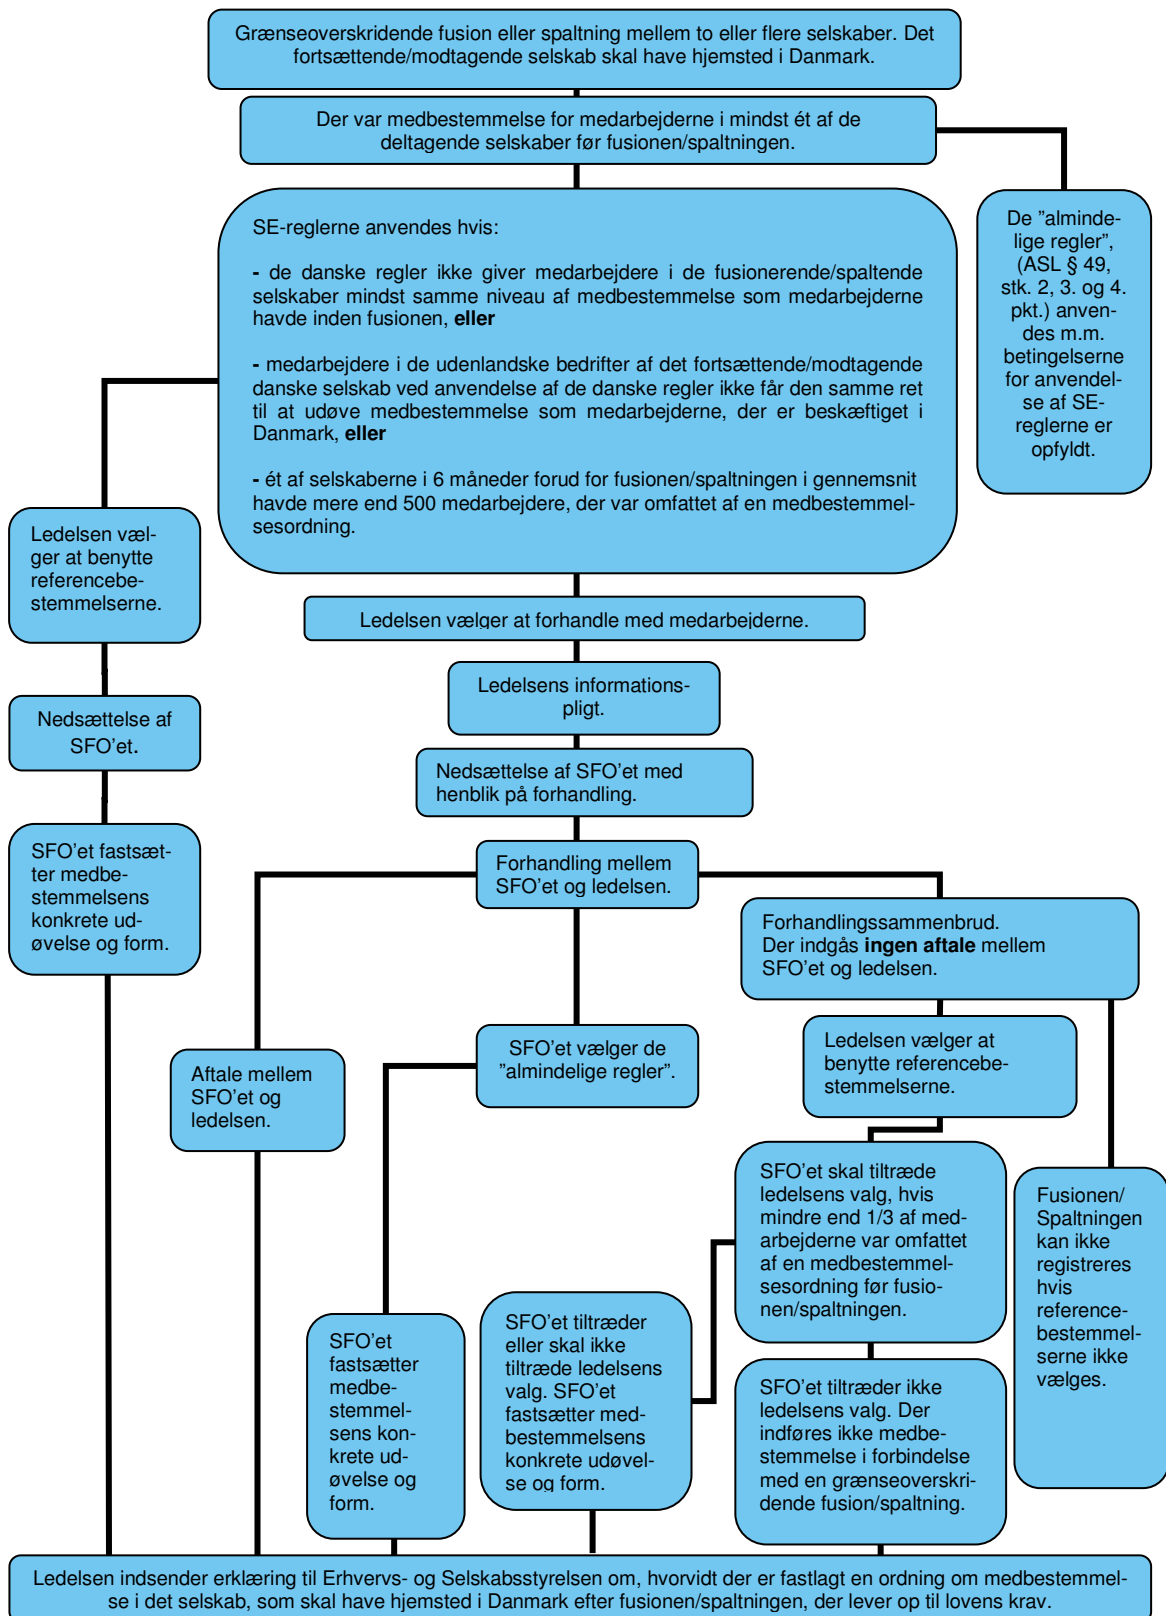 Grænseoverskridende fusion eller spaltning mellem to eller flere selskaber. Det
fortsættende/modtagende selskab skal have hjemsted i Danmark.
Der var medbestemmelse for medarbejderne i mindst ét af de
deltagende selskaber før fusionen/spaltningen.
SE-reglerne anvendes hvis:
- de danske regler ikke giver medarbejdere i de fusionerende/spaltende
selskaber mindst samme niveau af medbestemmelse som medarbejderne
havde inden fusionen, eller
- medarbejdere i de udenlandske bedrifter af det fortsættende/modtagende
danske selskab ved anvendelse af de danske regler ikke får den samme ret
til at udøve medbestemmelse som medarbejderne, der er beskæftiget i
Danmark, eller
- ét af selskaberne i 6 måneder forud for fusionen/spaltningen i gennemsnit
havde mere end 500 medarbejdere, der var omfattet af en medbestemmel-
sesordning.
De ”alminde-
lige regler”,
(ASL § 49,
stk. 2, 3. og 4.
pkt.) anven-
des m.m.
betingelserne
for anvendel-
se af SE-
reglerne er
opfyldt.
Ledelsen væl-
ger at benytte
referencebe-
stemmelserne.
Ledelsen vælger at forhandle med medarbejderne.
Ledelsens informations-
pligt.
Nedsættelse af
SFO’et.
Nedsættelse af SFO’et med
henblik på forhandling.
SFO’et fastsæt-
ter medbe-
stemmelsens
konkrete ud-
øvelse og form.
Forhandling mellem
SFO’et og ledelsen.
Forhandlingssammenbrud.
Der indgås ingen aftale mellem
SFO’et og ledelsen.
Aftale mellem
SFO’et og
ledelsen.
SFO’et vælger de
”almindelige regler”.
Ledelsen vælger at
benytte referencebe-
stemmelserne.
SFO’et skal tiltræde
ledelsens valg, hvis
mindre end 1/3 af med-
arbejderne var omfattet
af en medbestemmel-
sesordning før fusio-
nen/spaltningen.
Fusionen/
Spaltningen
kan ikke
registreres
hvis
reference-
bestemmel-
serne ikke
vælges.
SFO’et
fastsætter
medbe-
stemmel-
sens kon-
krete ud-
øvelse og
form.
SFO’et tiltræder
eller skal ikke
tiltræde ledelsens
valg. SFO’et
fastsætter med-
bestemmelsens
konkrete udøvel-
se og form.
SFO’et tiltræder ikke
ledelsens valg. Der
indføres ikke medbe-
stemmelse i forbindelse
med en grænseoverskri-
dende fusion/spaltning.
Ledelsen indsender erklæring til Erhvervs- og Selskabsstyrelsen om, hvorvidt der er fastlagt en ordning om medbestemmel-
se i det selskab, som skal have hjemsted i Danmark efter fusionen/spaltningen, der lever op til lovens krav.